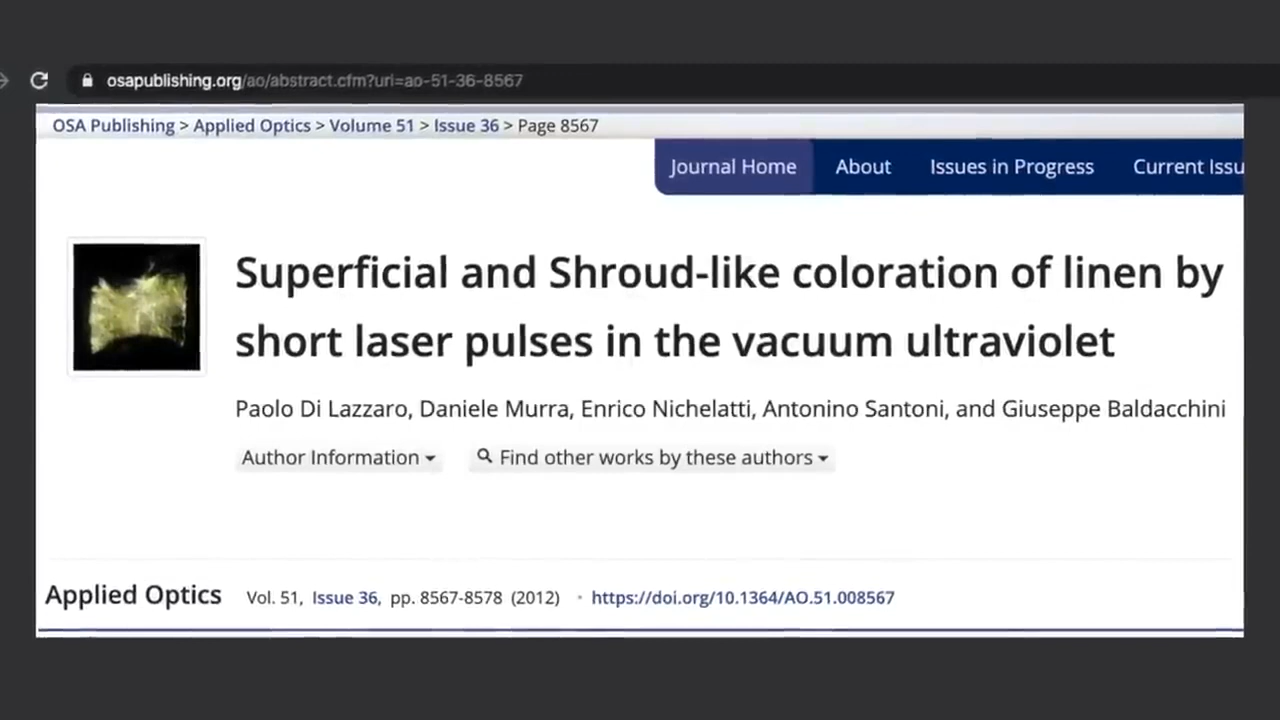 osapublishing.org/ao/abstract.cfm?uri=ao-51-36-8567
OSA Publishing > Applied Optics > Volume 51 > Issue 36 > Page 8567
Journal Home About Issues in Progress Current Issu
Superficial and Shroud-like coloration of linen by
short laser pulses in the vacuum ultraviolet
Paolo Di Lazzaro, Daniele Murra, Enrico Nichelatti, Antonino Santoni, and Giuseppe Baldacchini
Author Information Find other works by these authors
Applied Optics Vol. 51, Issue 36, pp. 8567-8578 (2012) • https://doi.org/10.1364/AO.51.008567